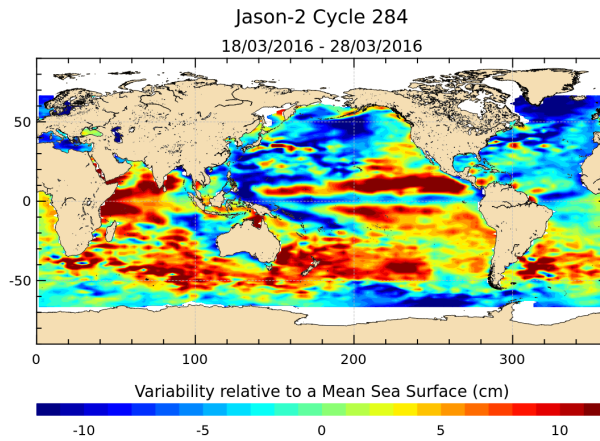 Jason-2 Cycle 284
18/03/2016 - 28/03/2016
50
0
-50
0 100 200 300
Variability relative to a Mean Sea Surface (cm)
-10 -5 0 5 10